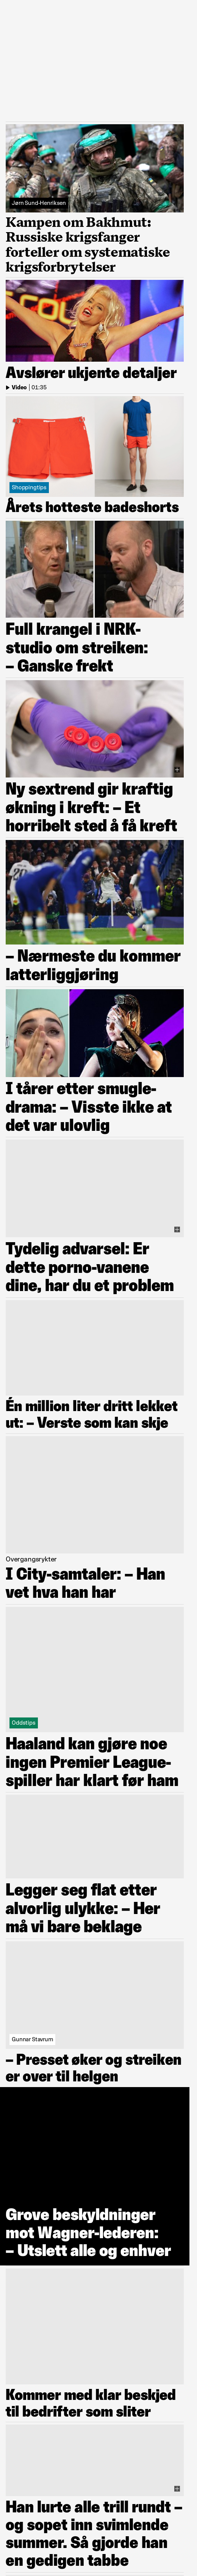 Jørn Sund-Henriksen
Kampen om Bakhmut:
Russiske krigsfanger
forteller om systematiske
krigsforbrytelser
Avslører ukjente detaljer
Video | 01:35
Shoppingtips
Årets hotteste badeshorts
Full krangel i NRK-
studio om streiken:
– Ganske frekt
Ny sextrend gir kraftig
økning i kreft: – Et
horribelt sted å få kreft
– Nærmeste du kommer
latterliggjøring
I tårer etter smugle-
drama: – Visste ikke at
det var ulovlig
Tydelig advarsel: Er
dette porno-vanene
dine, har du et problem
Én million liter dritt lekket
ut: – Verste som kan skje
Overgangsrykter
I City-samtaler: – Han
vet hva han har
Oddstips
Haaland kan gjøre noe
ingen Premier League-
spiller har klart før ham
Legger seg flat etter
alvorlig ulykke: – Her
må vi bare beklage
Gunnar Stavrum
– Presset øker og streiken
er over til helgen
Grove beskyldninger
mot Wagner-lederen:
– Utslett alle og enhver
Kommer med klar beskjed
til bedrifter som sliter
Han lurte alle trill rundt –
og sopet inn svimlende
summer. Så gjorde han
en gedigen tabbe